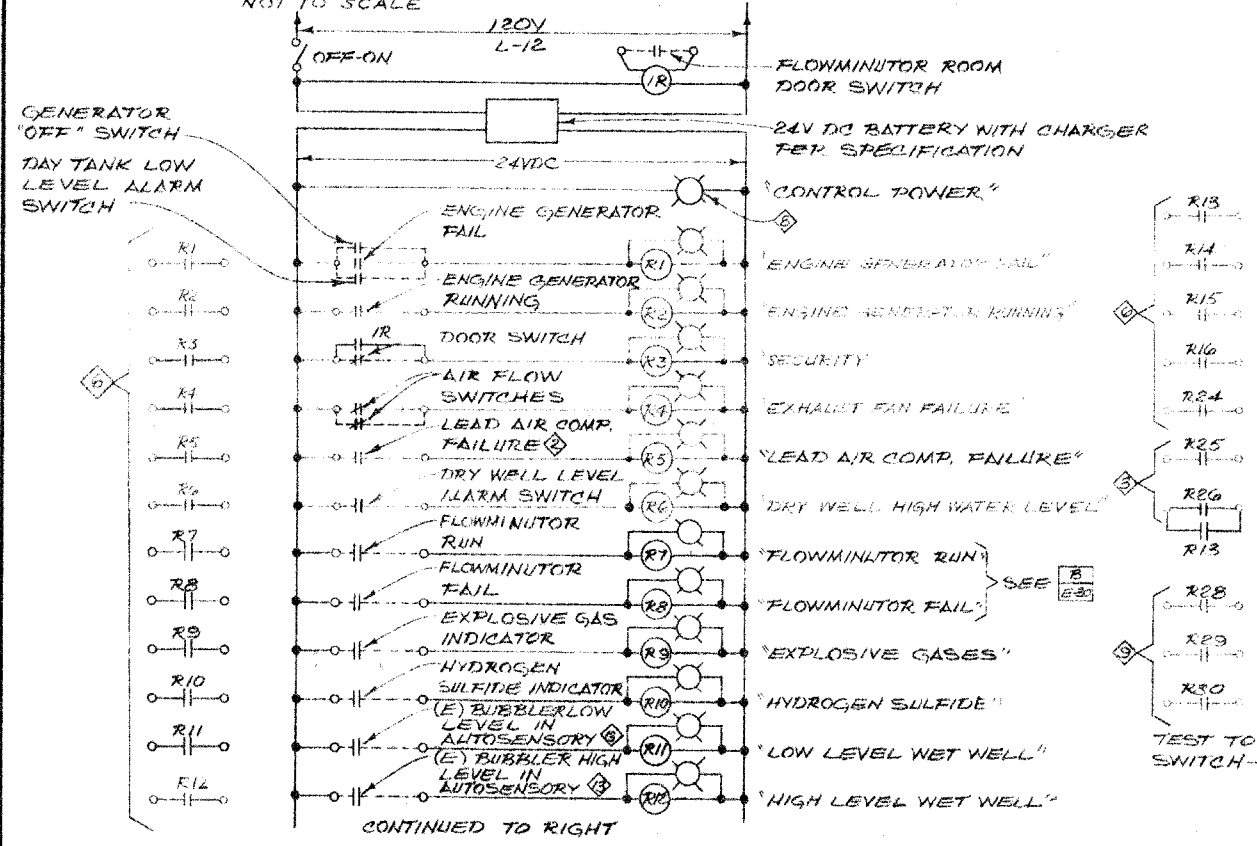 NOT TO SCALE
120V
L-12
OFF-ON
1R
FLOWMINUTOR ROOM
DOOR SWITCH
GENERATOR
"OFF" SWITCH
24V DC BATTERY WITH CHARGER
PER SPECIFICATION
DAY TANK LOW
LEVEL ALARM
SWITCH
24VDC
"CONTROL POWER"
ENGINE GENERATOR
FAIL
R1
R1
"ENGINE GENERATOR FAIL"
ENGINE GENERATOR
RUNNING
R2
R2
"ENGINE GENERATOR RUNNING"
1R
DOOR SWITCH
R3
R3
"SECURITY
AIR FLOW
SWITCHES
R4
R4
"EXHAUST FAN FAILURE"
6
LEAD AIR COMP.
FAILURE 2
R5
R5
"LEAD AIR COMP. FAILURE"
DRY WELL LEVEL
ALARM SWITCH
R6
R6
"DRY WELL HIGH WATER LEVEL"
FLOWMINUTOR
RUN
R7
R7
"FLOWMINUTOR RUN"
FLOWMINUTOR
FAIL
R8
R8
"FLOWMINUTOR FAIL"
SEE B
E-30
EXPLOSIVE GAS
INDICATOR
R9
R9
"EXPLOSIVE GASES"
HYDROGEN
SULFIDE INDICATOR
R10
R10
"HYDROGEN SULFIDE"
(E) BUBBLER LOW
LEVEL IN
AUTOSENSORY
R11
R11
"LOW LEVEL WET WELL"
(E) BUBBLER HIGH
LEVEL IN
AUTOSENSORY 13
R12
R12
"HIGH LEVEL WET WELL"
CONTINUED TO RIGHT
R13
R14
R15
6
R16
R24
R25
3
R26
R13
R28
9
R29
R30
TEST TO
SWITCH